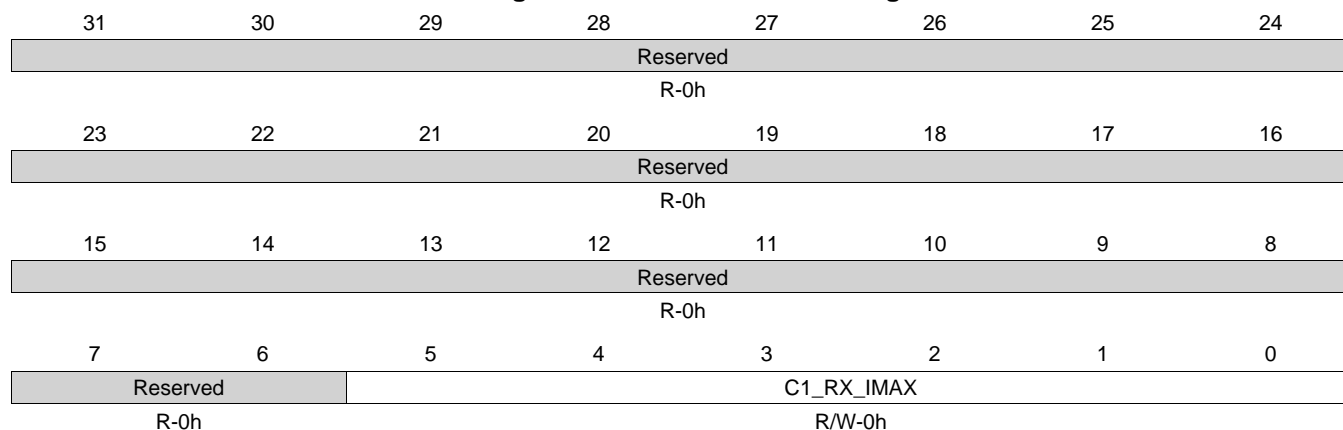 31 30 29 28 27 26 25 24
Reserved
R-0h
23 22 21 20 19 18 17 16
Reserved
R-0h
15 14 13 12 11 10 9 8
Reserved
R-0h
7 6 5 4 3 2 1 0
Reserved C1_RX_IMAX
R-0h R/W-0h